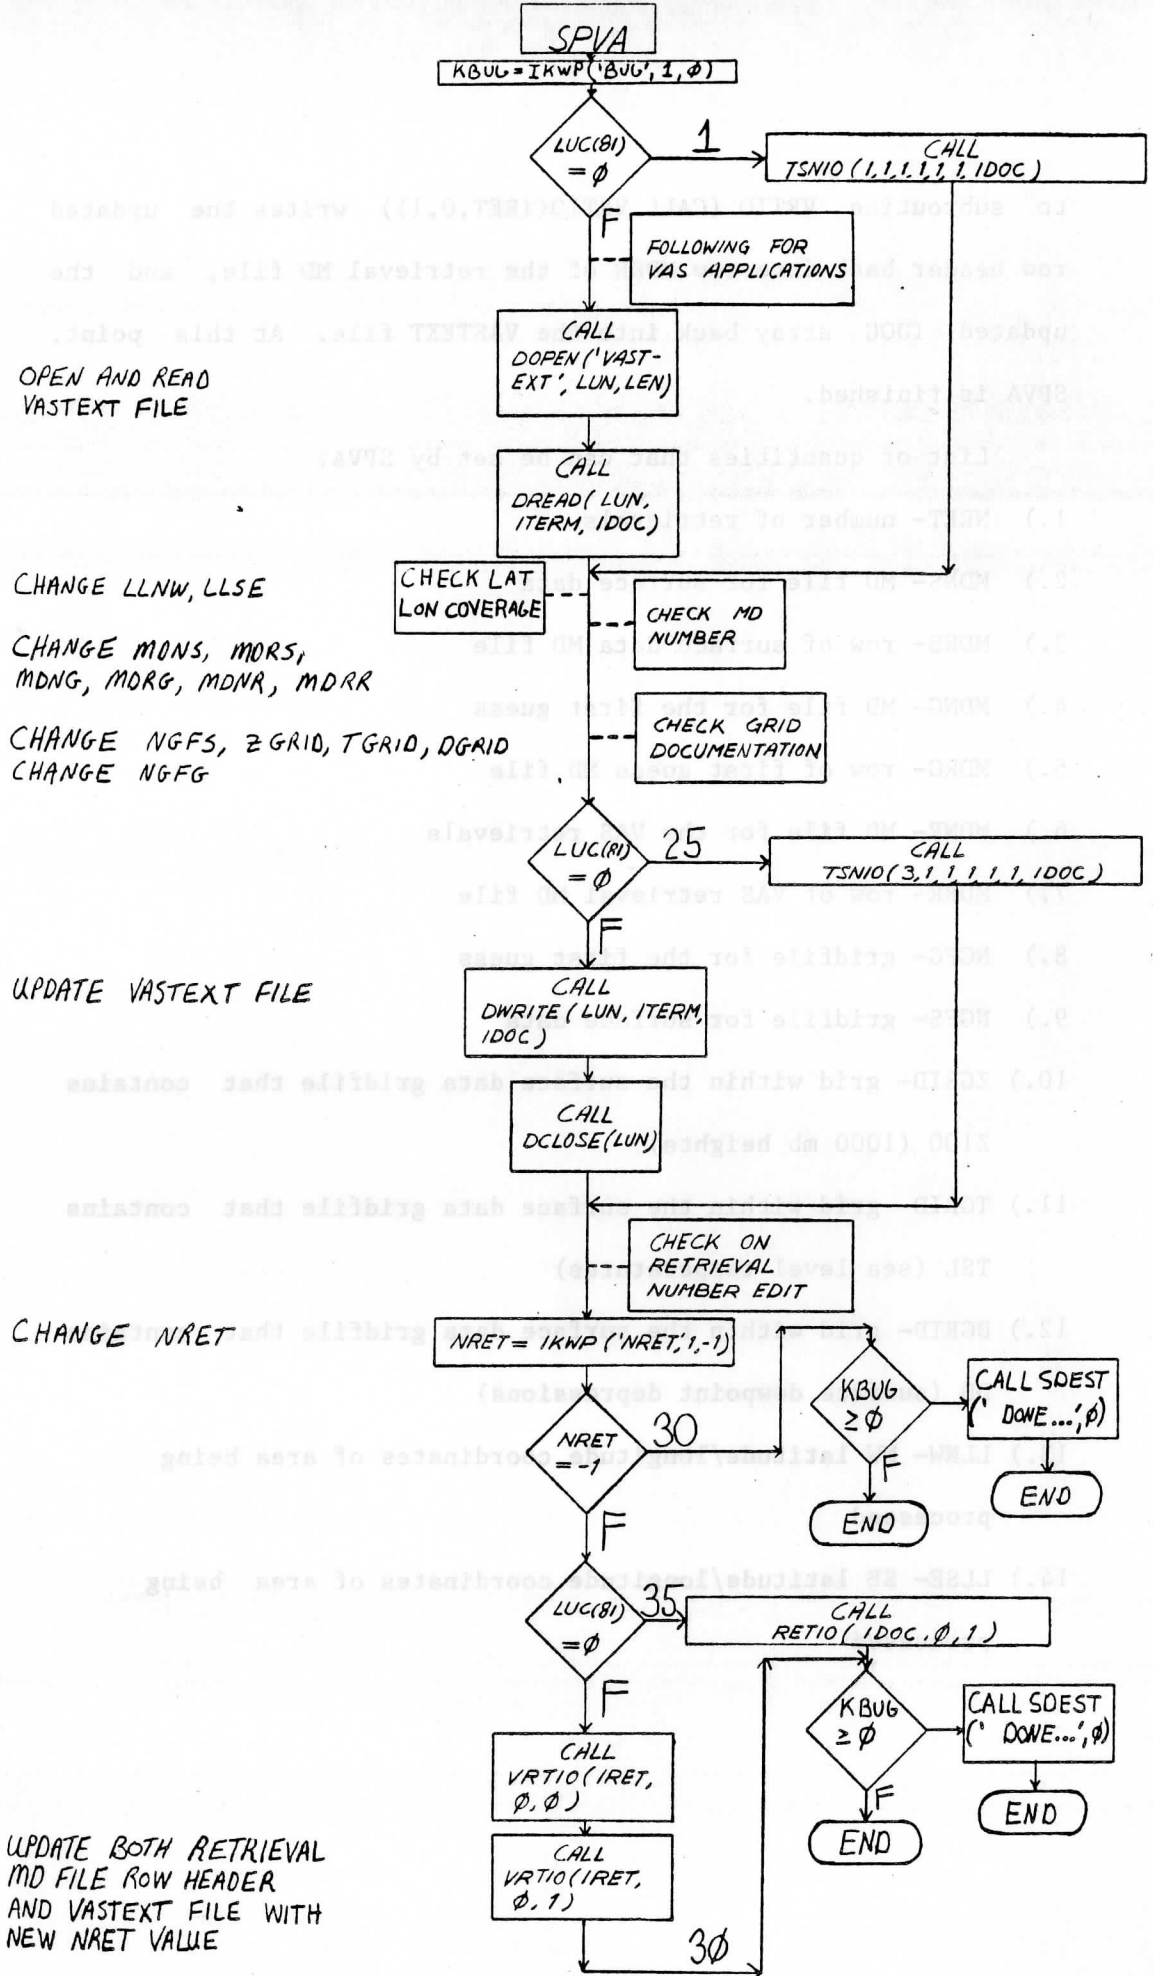 SPVA
KBUG = IKWP('BUG', 1, Ø)
LUC(81)
= Ø
1
CALL
TSNIO (1,1,1,1,1,1,IDOC)
F
FOLLOWING FOR
VAS APPLICATIONS
CALL
DOPEN('VAST-
EXT', LUN, LEN)
OPEN AND READ
VASTEXT FILE
CALL
DREAD(LUN,
ITERM, IDOC)
CHECK LAT
LON COVERAGE
CHANGE LLNW, LLSE
CHECK MD
NUMBER
CHANGE MDNS, MDRS,
MDNG, MDRG, MDNR, MDRR
CHECK GRID
DOCUMENTATION
CHANGE NGFS, ZGRID, TGRID, DGRID
CHANGE NGFG
LUC(81)
= Ø
25
CALL
TSNIO(3,1,1,1,1,1,IDOC)
F
UPDATE VASTEXT FILE
CALL
DWRITE (LUN, ITERM,
IDOC)
CALL
DCLOSE(LUN)
CHECK ON
RETRIEVAL
NUMBER EDIT
CHANGE NRET
NRET = IKWP ('NRET,'1,-1)
NRET
= -1
30
KBUG
≥ Ø
CALL SDEST
(' DONE...',Ø)
F
END
END
F
LUC(81)
= Ø
35
CALL
RETIO(IDOC,Ø,1)
F
KBUG
≥ Ø
CALL SDEST
(' DONE...',Ø)
F
END
END
CALL
VRTIO(IRET,
Ø,Ø)
CALL
VRTIO(IRET,
Ø,1)
3Ø
UPDATE BOTH RETRIEVAL
MD FILE ROW HEADER
AND VASTEXT FILE WITH
NEW NRET VALUE